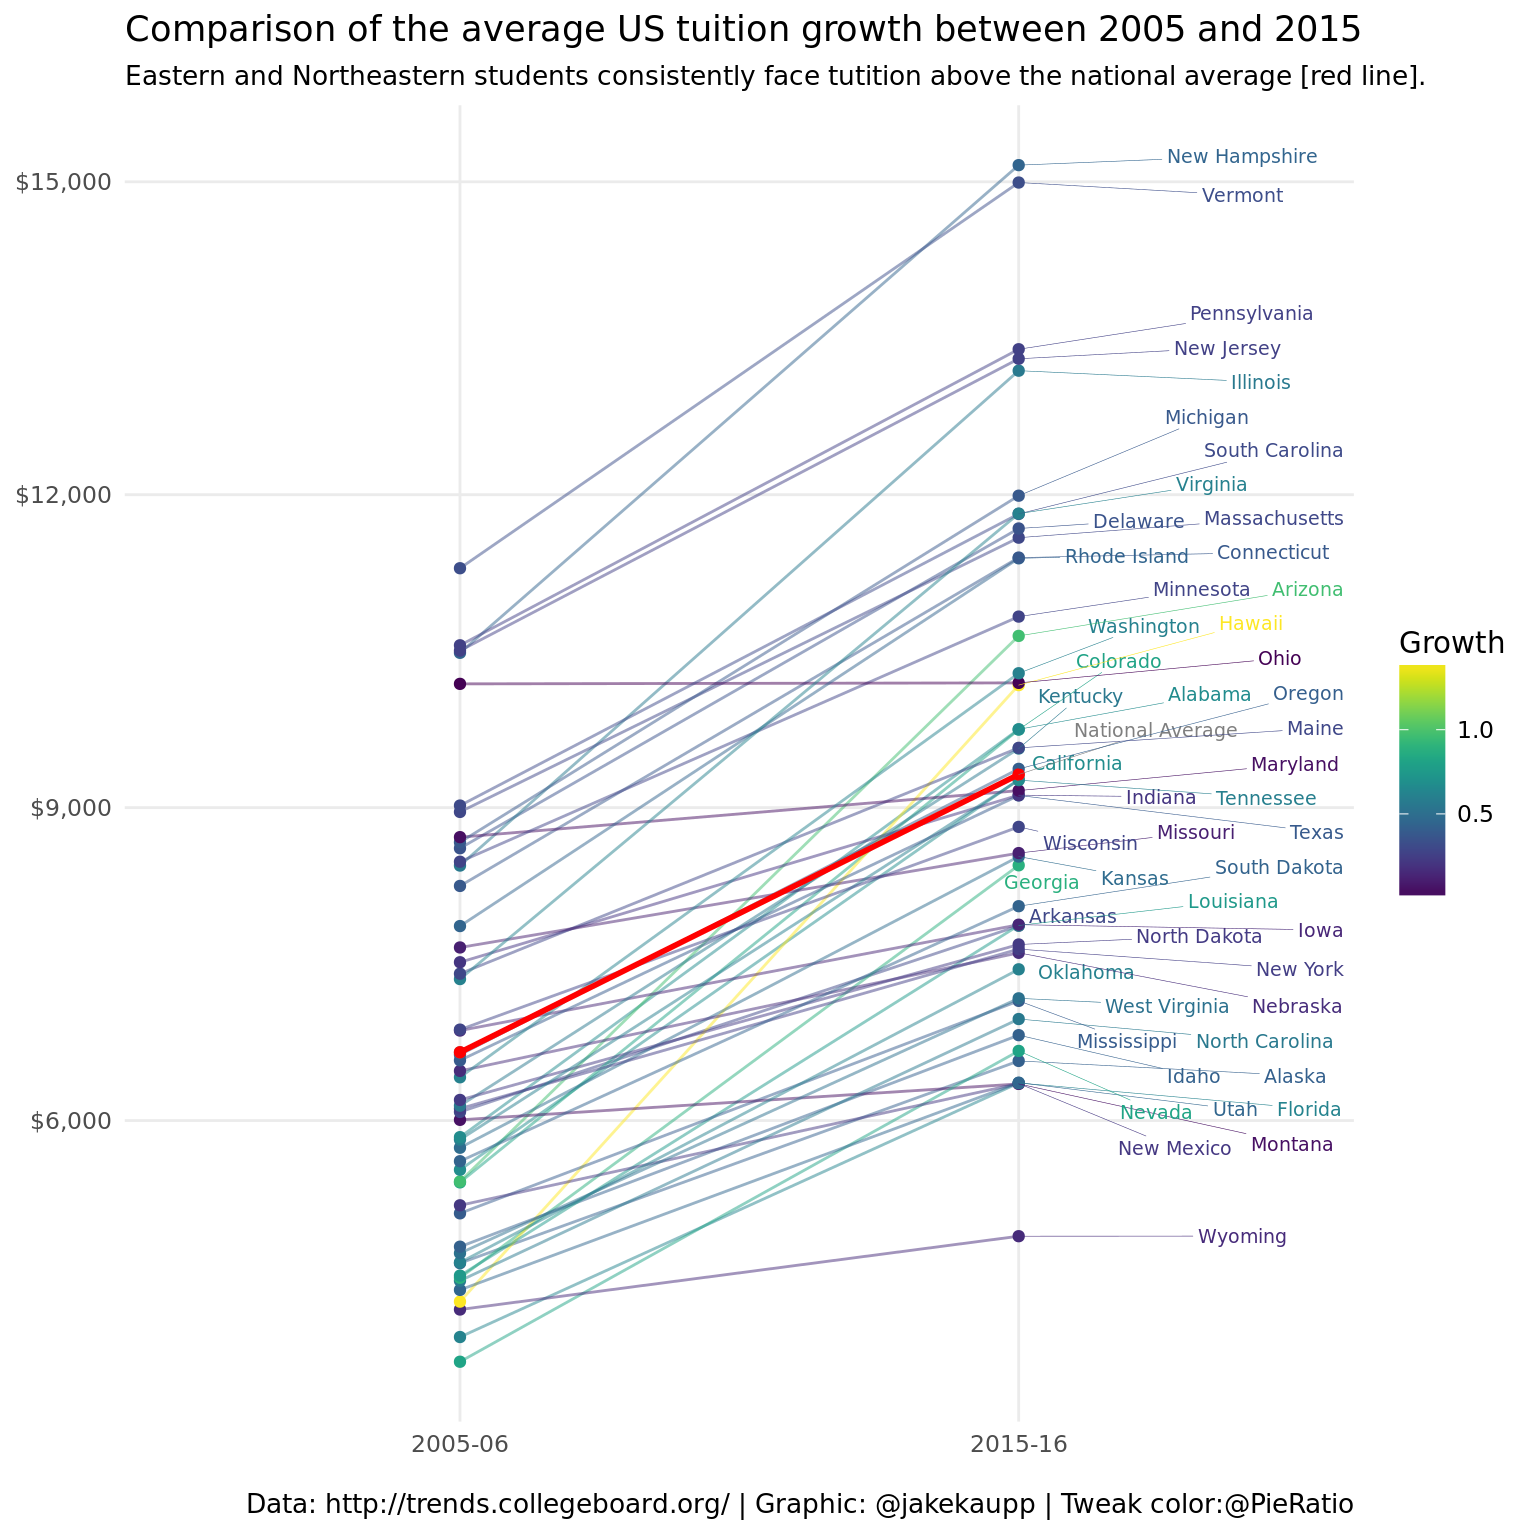 Comparison of the average US tuition growth between 2005 and 2015
Eastern and Northeastern students consistently face tutition above the national average [red line].
New Hampshire
$15,000
Vermont
Pennsylvania
New Jersey
Illinois
Michigan
South Carolina
Virginia
$12,000
Delaware Massachusetts
Rhode Island Connecticut
Minnesota Arizona
Washington Hawaii
Growth
Colorado Ohio
Kentucky Alabama Oregon
National Average Maine
1.0
California Maryland
Indiana Tennessee
$9,000
0.5
Missouri Texas
Wisconsin
South Dakota
Georgia Kansas
Louisiana
Arkansas
North Dakota Iowa
Oklahoma New York
West Virginia Nebraska
Mississippi North Carolina
Idaho Alaska
Nevada Utah Florida
$6,000
New Mexico Montana
Wyoming
2005-06 2015-16
Data: http://trends.collegeboard.org/ | Graphic: @jakekaupp | Tweak color:@PieRatio